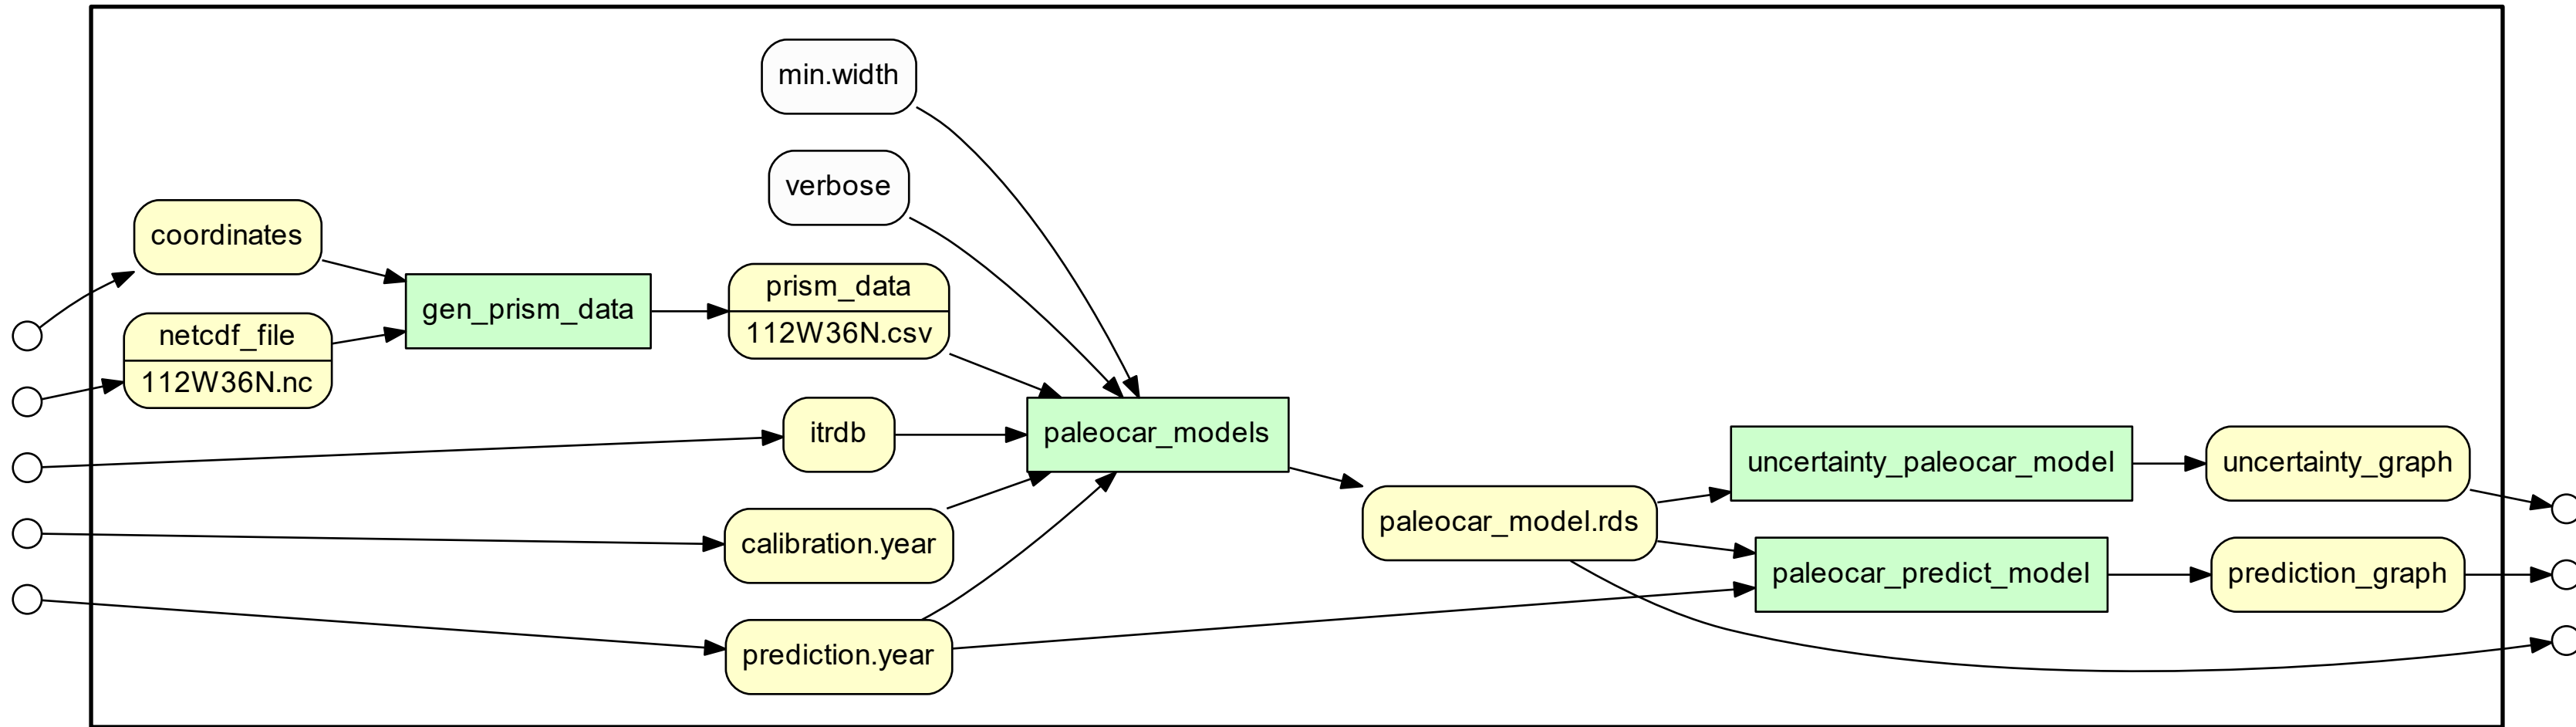 min.width
verbose
coordinates
netcdf_file
112W36N.nc
gen_prism_data
prism_data
112W36N.csv
itrdb
calibration.year
prediction.year
paleocar_models
paleocar_model.rds
uncertainty_paleocar_model
paleocar_predict_model
uncertainty_graph
prediction_graph